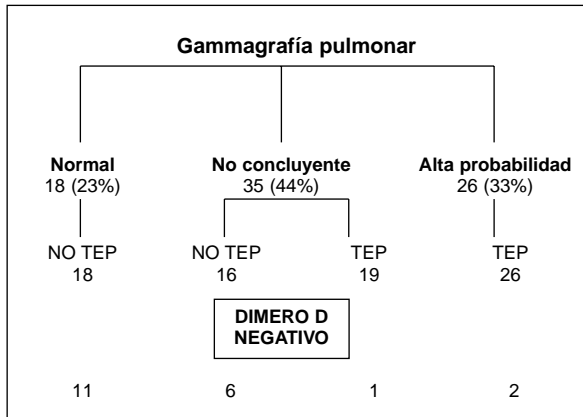 Gammagrafía pulmonar
Normal No concluyente Alta probabilidad
18 (23%) 35 (44%) 26 (33%)
NO TEP NO TEP TEP TEP
18 16 19 26
DIMERO D
NEGATIVO
11 6 1 2